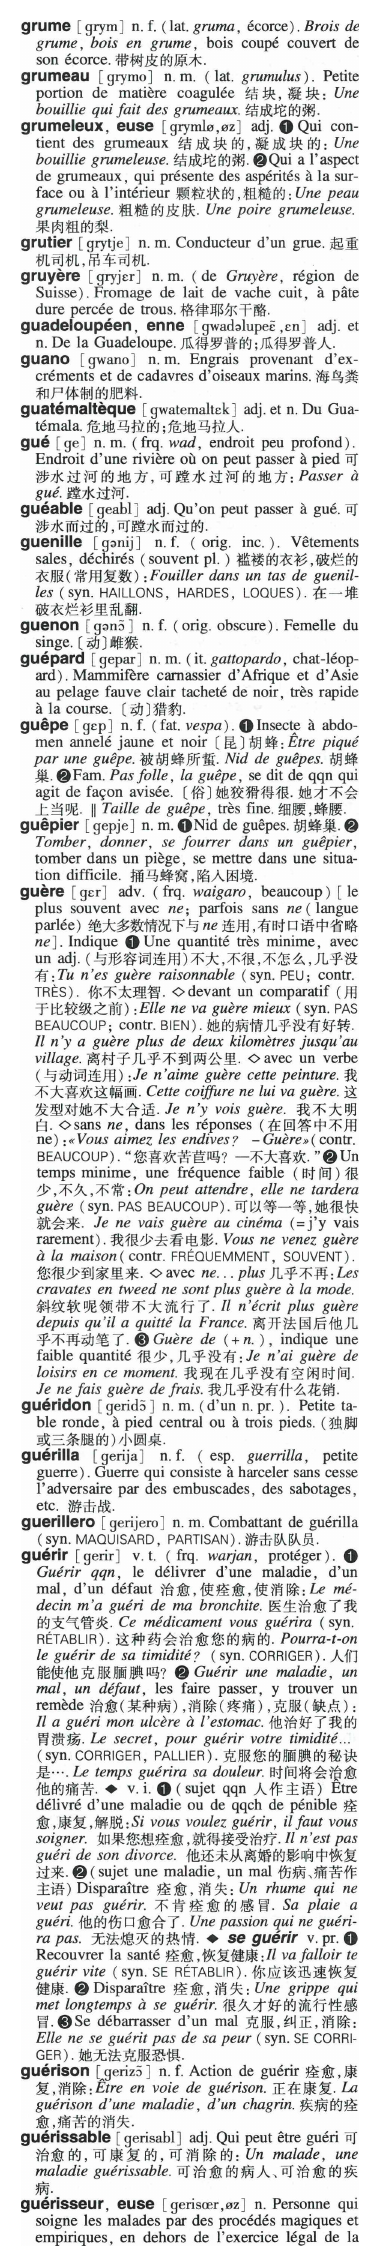 grume [grym] n. f. (lat. gruma, écorce). Brois de
grume, bois en grume, bois coupé couvert de
son écorce. 带树皮的原木.
grumeau [grymo] n. m. (lat. grumulus). Petite
portion de matière coagulée 结块, 凝块: Une
bouillie qui fait des grumeaux. 结成坨的粥.
grumeleux, euse [grymlø,øz] adj. ❶ Qui con-
tient des grumeaux 结成块的, 凝成块的: Une
bouillie grumeleuse. 结成坨的粥. ❷Qui a l'aspect
de grumeaux, qui présente des aspérités à la sur-
face ou à l'intérieur 颗粒状的,粗糙的: Une peau
grumeleuse. 粗糙的皮肤. Une poire grumeleuse.
果肉粗的梨.
grutier [grytje] n. m. Conducteur d'un grue. 起重
机司机,吊车司机.
gruyère [gryjɛr] n. m. (de Gruyère, région de
Suisse). Fromage de lait de vache cuit, à pâte
dure percée de trous. 格律耶尔干酪.
guadeloupéen, enne [gwadəlupeɛ̃,ɛn] adj. et
n. De la Guadeloupe. 瓜得罗普的;瓜得罗普人.
guano [gwano] n. m. Engrais provenant d'ex-
créments et de cadavres d'oiseaux marins. 海鸟粪
和尸体制的肥料.
guatémaltèque [gwatemaltɛk] adj. et n. Du Gua-
témala. 危地马拉的;危地马拉人.
gué [ge] n. m. (frq. wad, endroit peu profond).
Endroit d'une rivière où on peut passer à pied 可
涉水过河的地方, 可蹚水过河的地方: Passer à
gué. 蹚水过河.
guéable [geabl] adj. Qu'on peut passer à gué. 可
涉水而过的,可蹚水而过的.
guenille [gənij] n. f. (orig. inc.). Vêtements
sales, déchirés (souvent pl.) 褴褛的衣衫,破烂的
衣服(常用复数):Fouiller dans un tas de guenil-
les (syn. HAILLONS, HARDES, LOQUES). 在一堆
破衣烂衫里乱翻.
guenon [gənɔ̃] n. f. (orig. obscure). Femelle du
singe. 〔动〕雌猴.
guépard [gepar] n. m. (it. gattopardo, chat-léop-
ard). Mammifère carnassier d'Afrique et d'Asie
au pelage fauve clair tacheté de noir, très rapide
à la course. 〔动〕猎豹.
guêpe [gɛp] n. f. (fat. vespa). ❶Insecte à abdo-
men annelé jaune et noir 〔昆〕胡蜂: Être piqué
par une guêpe. 被胡蜂所蜇. Nid de guêpes. 胡蜂
巢. ❷Fam. Pas folle, la guêpe, se dit de qqn qui
agit de façon avisée. 〔俗〕她狡猾得很. 她才不会
上当呢. ‖ Taille de guêpe, très fine. 细腰,蜂腰.
guêpier [gepje] n. m. ❶Nid de guêpes. 胡蜂巢. ❷
Tomber, donner, se fourrer dans un guêpier,
tomber dans un piège, se mettre dans une situa-
tion difficile. 捅马蜂窝,陷入困境.
guère [gɛr] adv. (frq. waigaro, beaucoup) [le
plus souvent avec ne; parfois sans ne (langue
parlée) 绝大多数情况下与 ne 连用,有时口语中省略
ne]. Indique ❶ Une quantité très minime, avec
un adj. (与形容词连用)不大,不很,不怎么,几乎没
有:Tu n'es guère raisonnable (syn. PEU; contr.
TRÈS). 你不太理智. ◇devant un comparatif (用
于比较级之前):Elle ne va guère mieux (syn. PAS
BEAUCOUP; contr. BIEN). 她的病情几乎没有好转.
Il n'y a guère plus de deux kilomètres jusqu'au
village. 离村子几乎不到两公里. ◇avec un verbe
(与动词连用):Je n'aime guère cette peinture. 我
不大喜欢这幅画. Cette coiffure ne lui va guère. 这
发型对她不大合适. Je n'y vois guère. 我不大明
白. ◇sans ne, dans les réponses (在回答中不用
ne):«Vous aimez les endives? –Guère»(contr.
BEAUCOUP). “您喜欢苦苣吗? —不大喜欢.”❷Un
temps minime, une fréquence faible (时间)很
少,不久,不常: On peut attendre, elle ne tardera
guère (syn. PAS BEAUCOUP). 可以等一等,她很快
就会来. Je ne vais guère au cinéma (= j'y vais
rarement). 我很少去看电影. Vous ne venez guère
à la maison(contr. FRÉQUEMMENT, SOUVENT).
您很少到家里来. ◇avec ne... plus 几乎不再:Les
cravates en tweed ne sont plus guère à la mode.
斜纹软呢领带不大流行了. Il n'écrit plus guère
depuis qu'il a quitté la France. 离开法国后他几
乎不再动笔了. ❸ Guère de (+ n.), indique une
faible quantité 很少,几乎没有: Je n'ai guère de
loisirs en ce moment. 我现在几乎没有空闲时间.
Je ne fais guère de frais. 我几乎没有什么花销.
guéridon [geridɔ̃] n. m. (d'un n. pr.). Petite ta-
ble ronde, à pied central ou à trois pieds. (独脚
或三条腿的)小圆桌.
guérilla [gerija] n. f. (esp. guerrilla, petite
guerre). Guerre qui consiste à harceler sans cesse
l'adversaire par des embuscades, des sabotages,
etc. 游击战.
guerillero [gerijero] n. m. Combattant de guérilla
(syn. MAQUISARD, PARTISAN). 游击队队员.
guérir [gerir] v. t. (frq. warjan, protéger). ❶
Guérir qqn, le délivrer d'une maladie, d'un
mal, d'un défaut 治愈,使痊愈,使消除: Le mé-
decin m'a guéri de ma bronchite. 医生治愈了我
的支气管炎. Ce médicament vous guérira (syn.
RÉTABLIR). 这种药会治愈您的病的. Pourra-t-on
le guérir de sa timidité? (syn. CORRIGER). 人们
能使他克服腼腆吗? ❷ Guérir une maladie, un
mal, un défaut, les faire passer, y trouver un
remède 治愈(某种病),消除(疼痛),克服(缺点):
Il a guéri mon ulcère à l'estomac. 他治好了我的
胃溃疡. Le secret, pour guérir votre timidité...
(syn. CORRIGER, PALLIER). 克服您的腼腆的秘诀
是…. Le temps guérira sa douleur. 时间将会治愈
他的痛苦. ◆ v. i. ❶(sujet qqn 人作主语) Être
délivré d'une maladie ou de qqch de pénible 痊
愈,康复,解脱:Si vous voulez guérir, il faut vous
soigner. 如果您想痊愈,就得接受治疗. Il n'est pas
guéri de son divorce. 他还未从离婚的影响中恢复
过来. ❷(sujet une maladie, un mal 伤病、痛苦作
主语) Disparaître 痊愈, 消失: Un rhume qui ne
veut pas guérir. 不肯痊愈的感冒. Sa plaie a
guéri. 他的伤口愈合了. Une passion qui ne guéri-
ra pas. 无法熄灭的热情. ◆ se guérir v. pr. ❶
Recouvrer la santé 痊愈,恢复健康:Il va falloir te
guérir vite (syn. SE RÉTABLIR). 你应该迅速恢复
健康. ❷ Disparaître 痊愈, 消失: Une grippe qui
met longtemps à se guérir. 很久才好的流行性感
冒. ❸Se débarrasser d'un mal 克服,纠正,消除:
Elle ne se guérit pas de sa peur (syn. SE CORRI-
GER). 她无法克服恐惧.
guérison [gerizɔ̃] n. f. Action de guérir 痊愈,康
复,消除:Être en voie de guérison. 正在康复. La
guérison d'une maladie, d'un chagrin. 疾病的痊
愈,痛苦的消失.
guérissable [gerisabl] adj. Qui peut être guéri 可
治愈的, 可康复的, 可消除的: Un malade, une
maladie guérissable. 可治愈的病人、可治愈的疾
病.
guérisseur, euse [gerisœr,øz] n. Personne qui
soigne les malades par des procédés magiques et
empiriques, en dehors de l'exercice légal de la